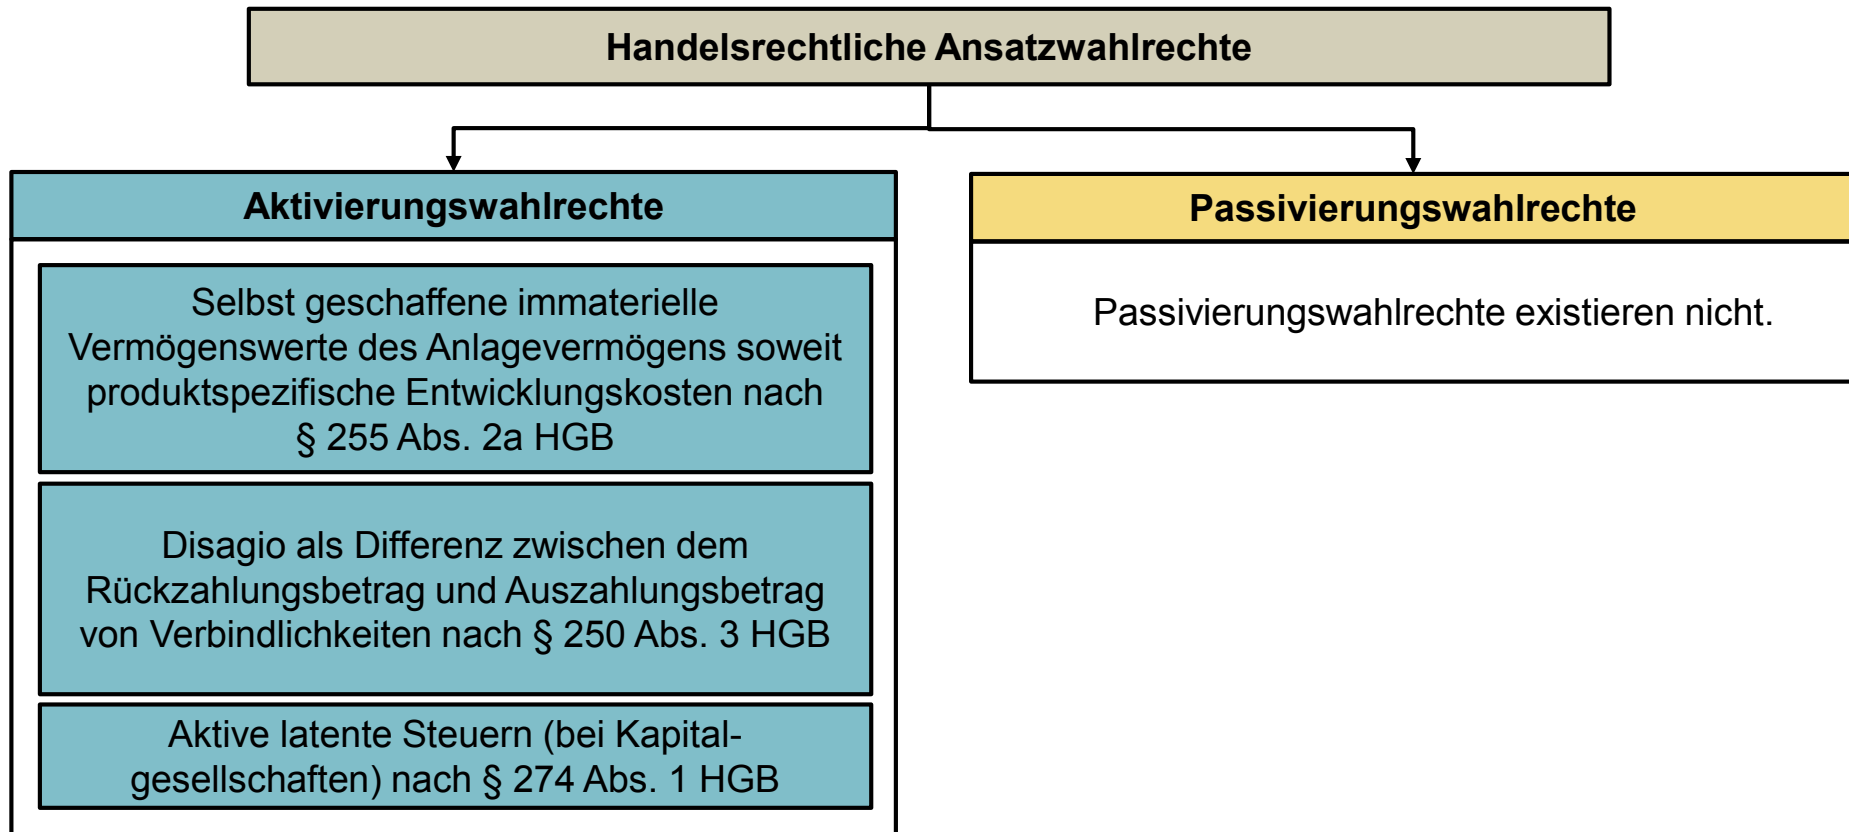 Handelsrechtliche Ansatzwahlrechte
Aktivierungswahlrechte
Selbst geschaffene immaterielle
Vermögenswerte des Anlagevermögens soweit
produktspezifische Entwicklungskosten nach
§ 255 Abs. 2a HGB
Disagio als Differenz zwischen dem
Rückzahlungsbetrag und Auszahlungsbetrag
von Verbindlichkeiten nach § 250 Abs. 3 HGB
Aktive latente Steuern (bei Kapital-
gesellschaften) nach § 274 Abs. 1 HGB
Passivierungswahlrechte
Passivierungswahlrechte existieren nicht.